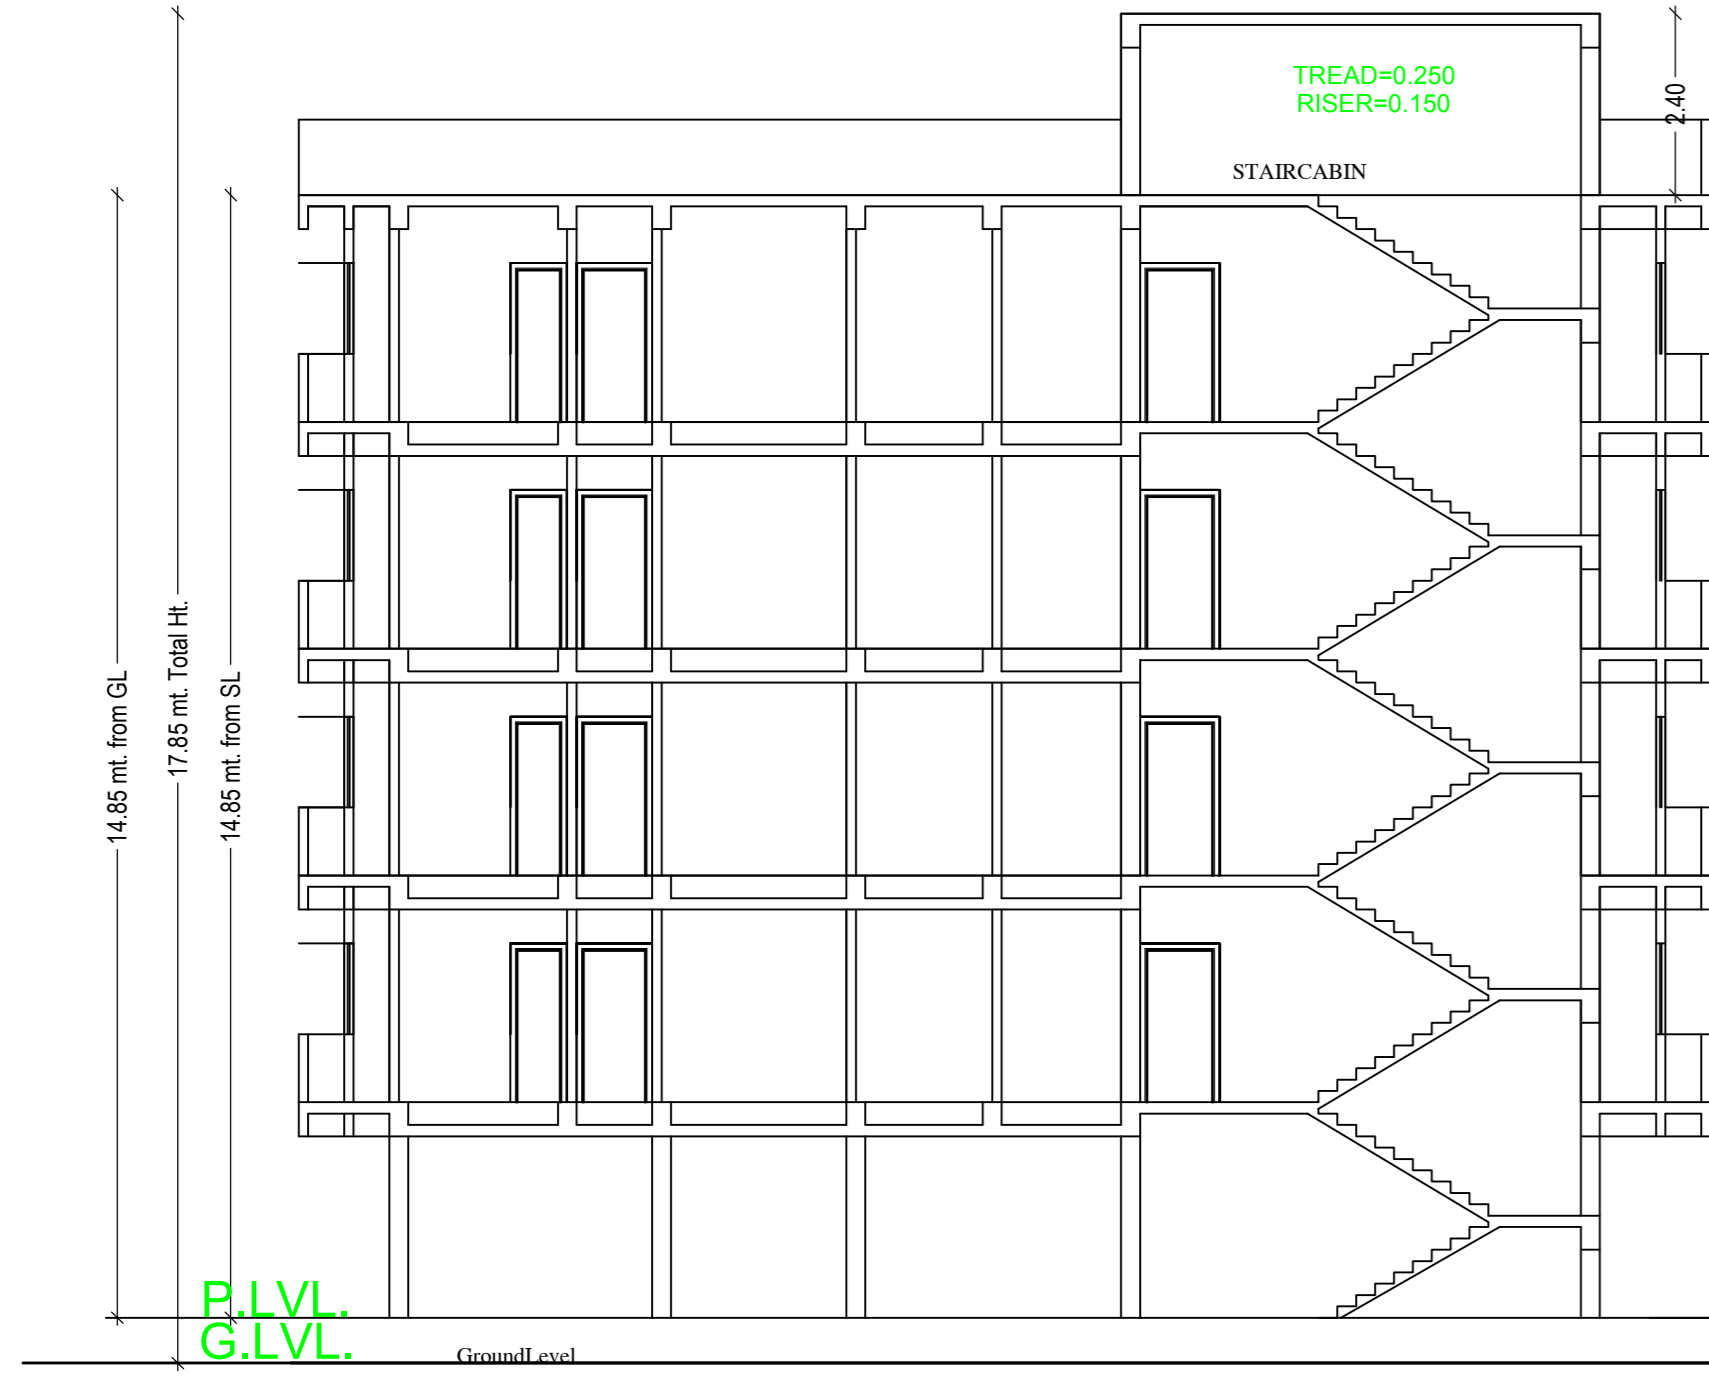 TREAD=0.250
RISER=0.150
2.40
STAIRCABIN
14.85 mt. from GL
17.85 mt. Total Ht.
14.85 mt. from SL
P.LVL.
G.LVL.
GroundLevel